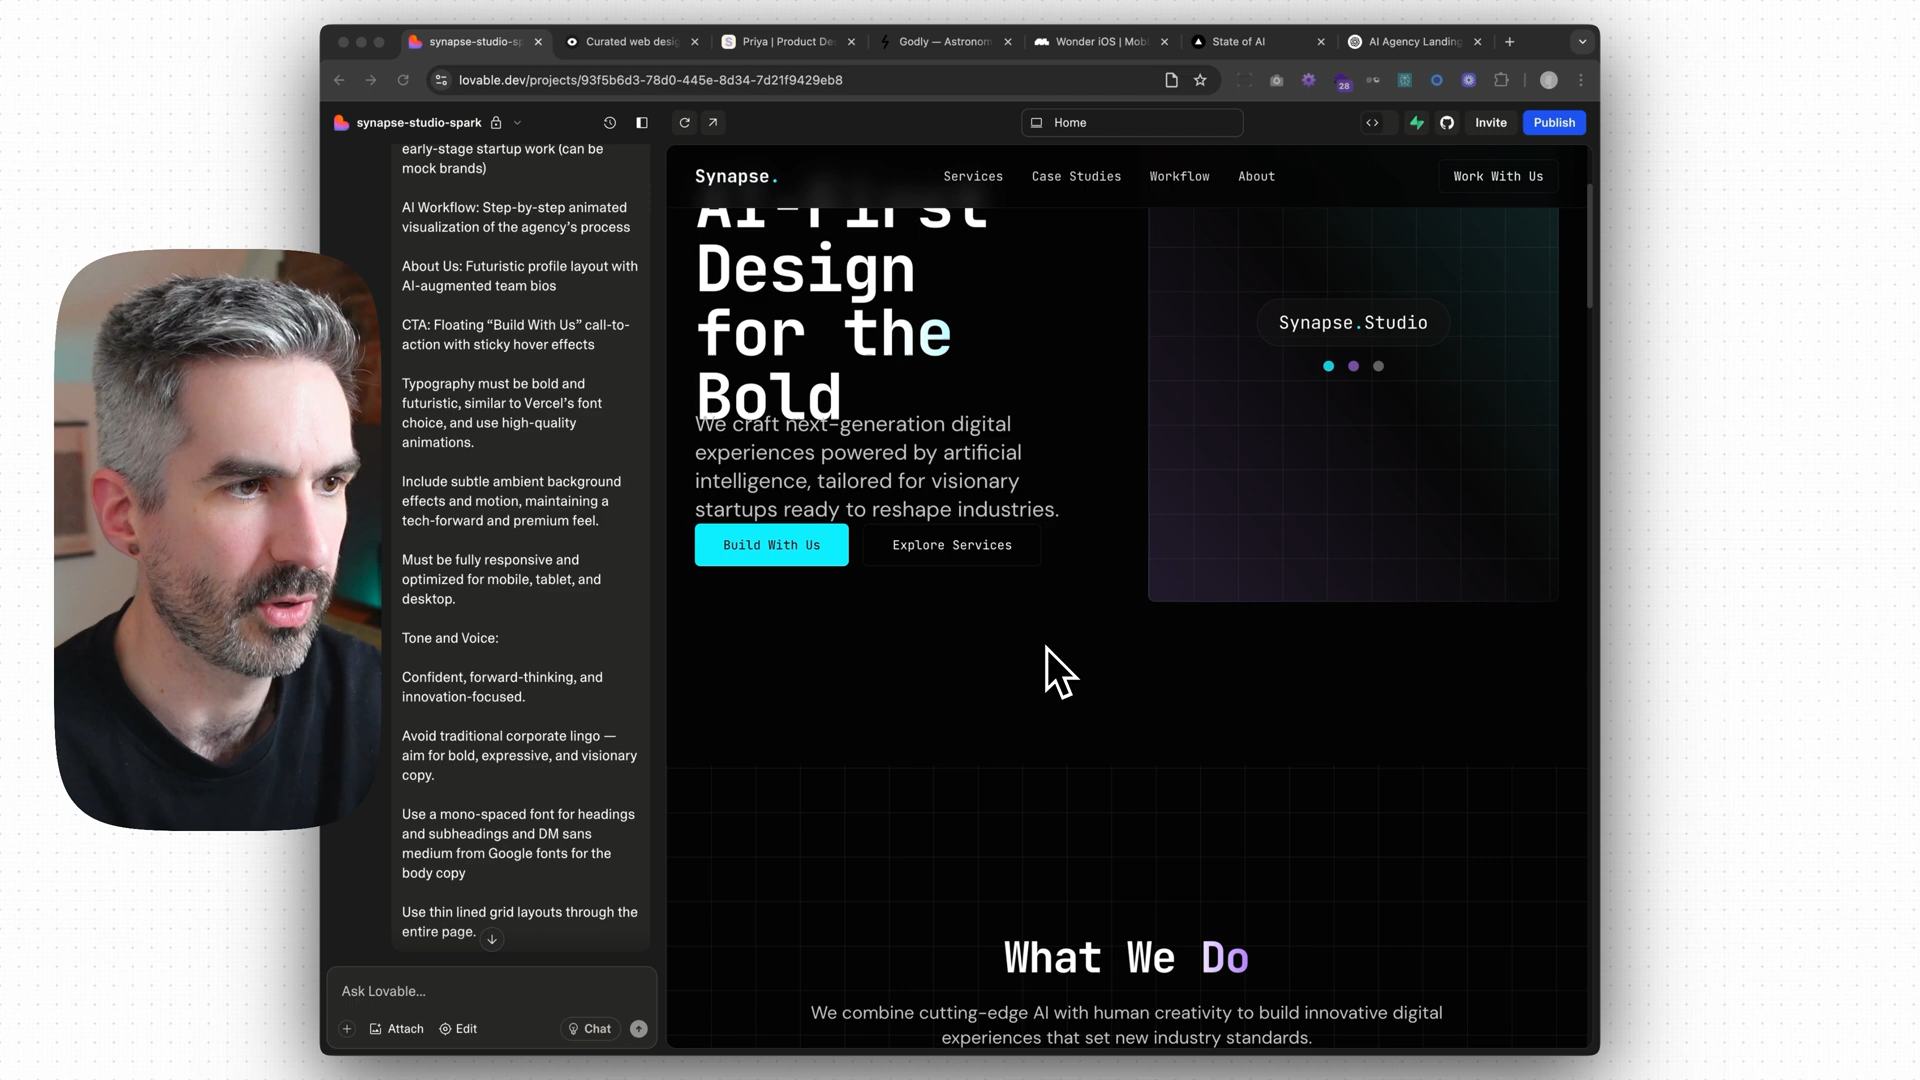 synapse-studio-sp
Curated web desig
Priya | Product De
Godly — Astronom
Wonder iOS | Mobl
State of AI
AI Agency Landing
lovable.dev/projects/93f5b6d3-78d0-445e-8d34-7d21f9429eb8
28
synapse-studio-spark
Home
Invite
Publish
early-stage startup work (can be
mock brands)
AI Workflow: Step-by-step animated
visualization of the agency’s process
About Us: Futuristic profile layout with
AI-augmented team bios
CTA: Floating “Build With Us” call-to-
action with sticky hover effects
Typography must be bold and
futuristic, similar to Vercel’s font
choice, and use high-quality
animations.
Include subtle ambient background
effects and motion, maintaining a
tech-forward and premium feel.
Must be fully responsive and
optimized for mobile, tablet, and
desktop.
Tone and Voice:
Confident, forward-thinking, and
innovation-focused.
Avoid traditional corporate lingo —
aim for bold, expressive, and visionary
copy.
Use a mono-spaced font for headings
and subheadings and DM sans
medium from Google fonts for the
body copy
Use thin lined grid layouts through the
entire page.
Ask Lovable...
Attach
Edit
Chat
Synapse.
Services
Case Studies
Workflow
About
Work With Us
AI-First
Design
for the
Bold
We craft next-generation digital
experiences powered by artificial
intelligence, tailored for visionary
startups ready to reshape industries.
Build With Us
Explore Services
Synapse.Studio
What We Do
We combine cutting-edge AI with human creativity to build innovative digital
experiences that set new industry standards.